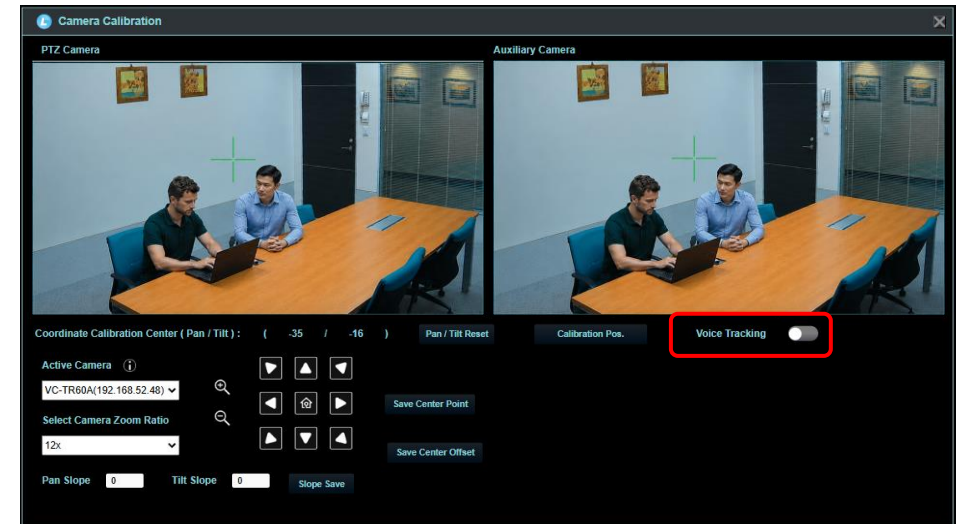 Camera Calibration
PTZ Camera
Auxiliary Camera
Coordinate Calibration Center ( Pan / Tilt ) : ( -35 / -16 ) Pan / Tilt Reset Calibration Pos. Voice Tracking
Active Camera
VC-TR60A(192.168.52.48)
Select Camera Zoom Ratio
12x
Save Center Point
Save Center Offset
Pan Slope 0 Tilt Slope 0 Slope Save